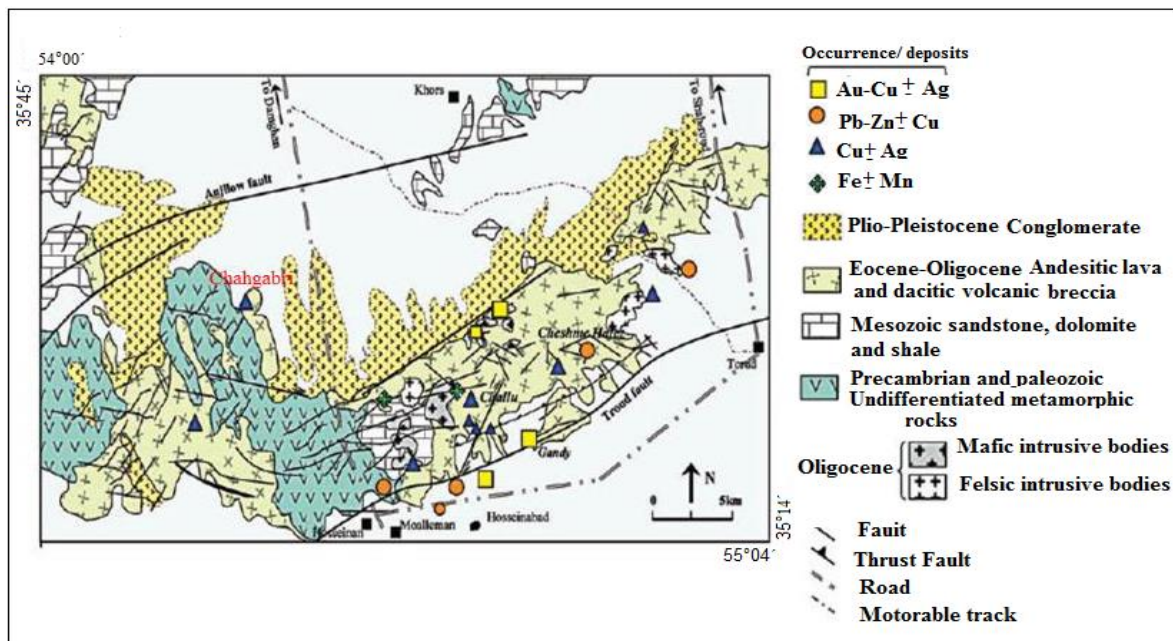 54°00´
35°45´
To Damghan
Khors
To Shahrood
Anjilow fault
Chahgabri
Cheshme Hafez
Torud
Challu
Troud fault
Gandy
N
0 5km
Moalleman
Hosseinabad
35°14´
55°04´
Occurrence/ deposits
Au-Cu ± Ag
Pb-Zn± Cu
Cu± Ag
Fe± Mn
Plio-Pleistocene Conglomerate
Eocene-Oligocene Andesitic lava
and dacitic volcanic breccia
Mesozoic sandstone, dolomite
and shale
Precambrian and paleozoic
Undifferentiated metamorphic
rocks
Oligocene
Mafic intrusive bodies
Felsic intrusive bodies
Fauit
Thrust Fault
Road
Motorable track